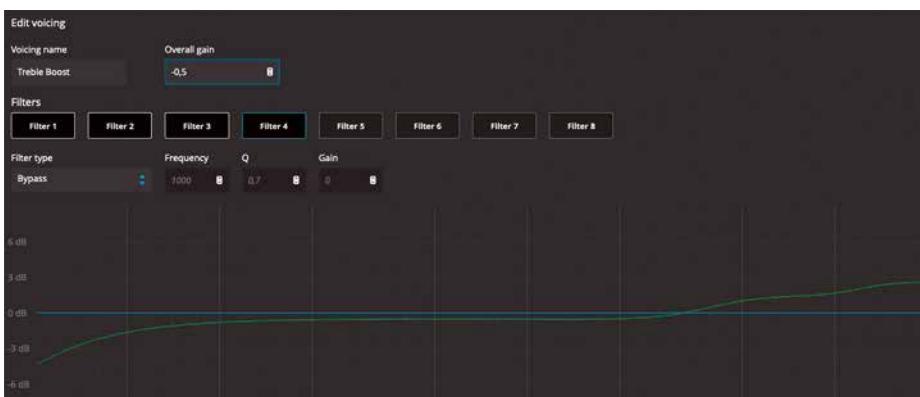 Edit voicing
Voicing name Overall gain
Treble Boost -0,5
Filters
Filter 1 Filter 2 Filter 3 Filter 4 Filter 5 Filter 6 Filter 7 Filter 8
Filter type Frequency Q Gain
Bypass 1000 0,7 0
6 dB
3 dB
0 dB
-3 dB
-6 dB